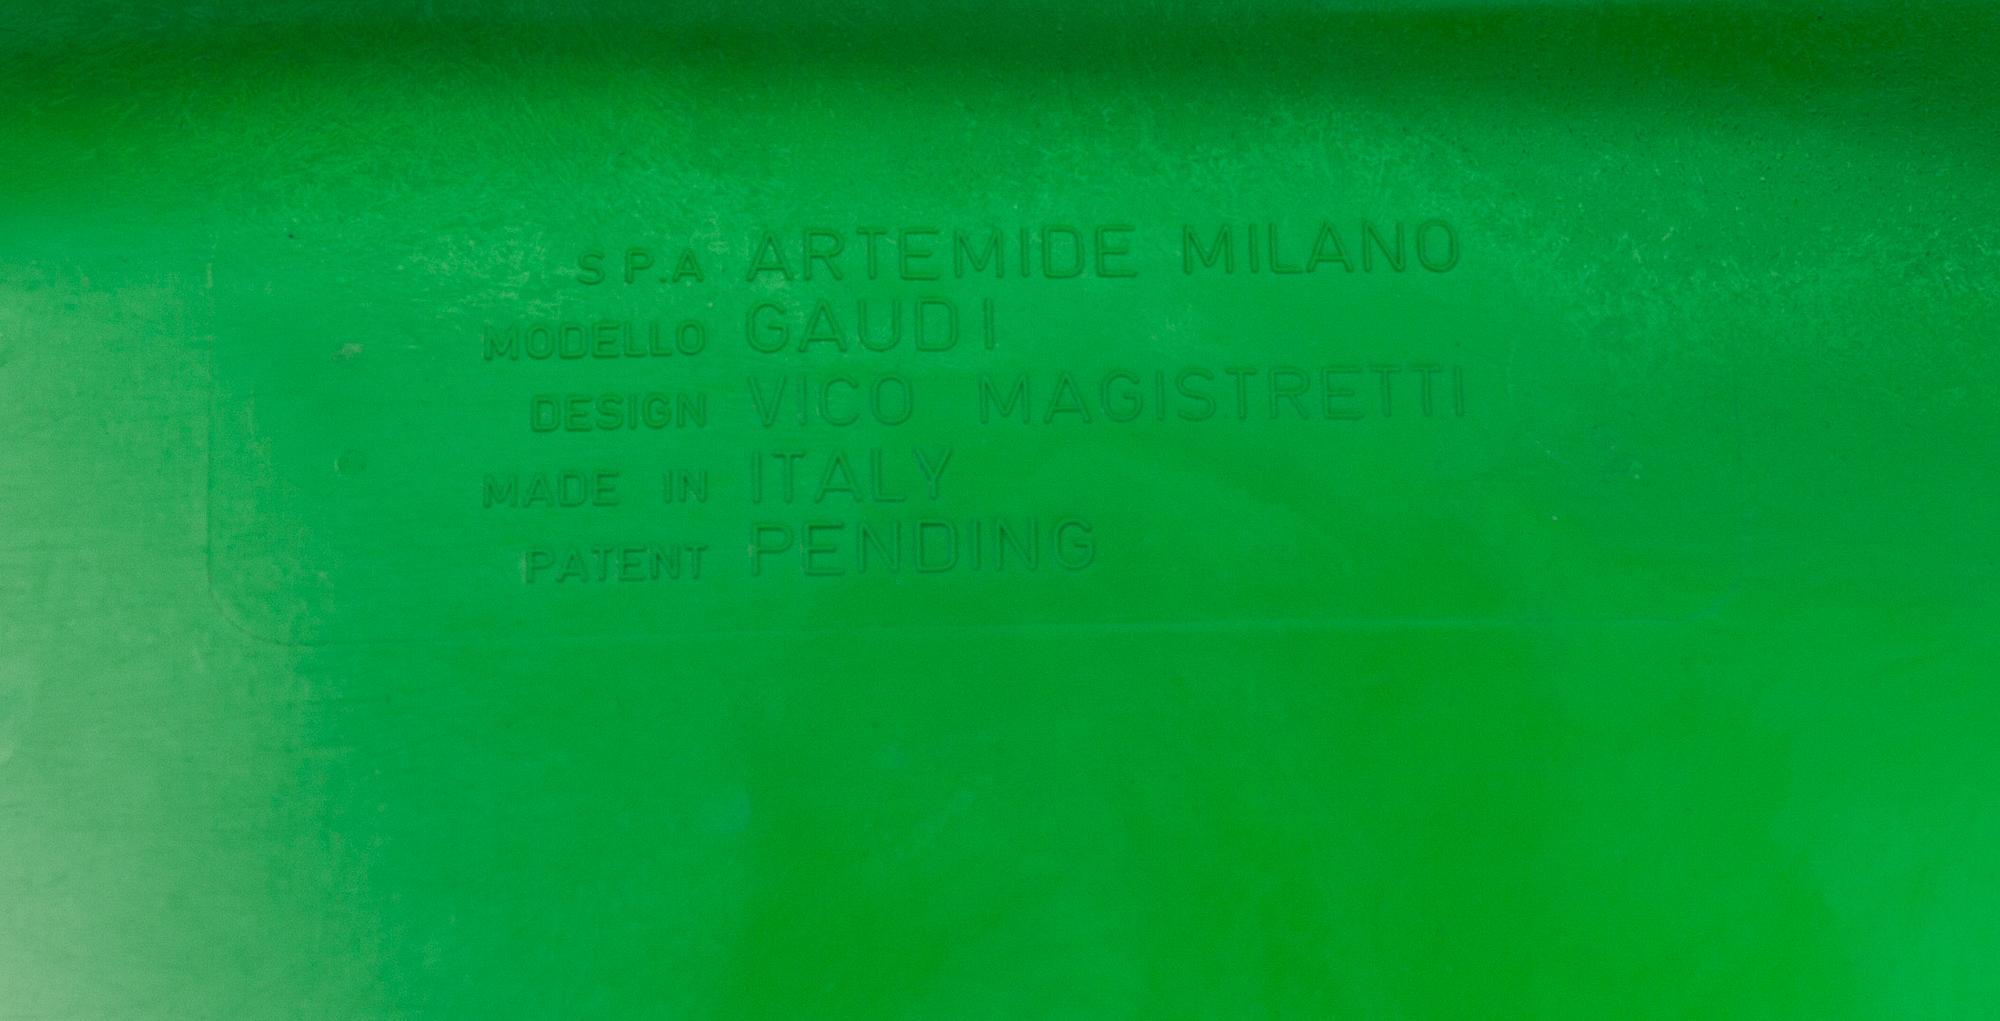 S P.A ARTEMIDE MILANO
MODELLO GAUDI
DESIGN VICO MAGISTRETTI
MADE IN ITALY
PATENT PENDING